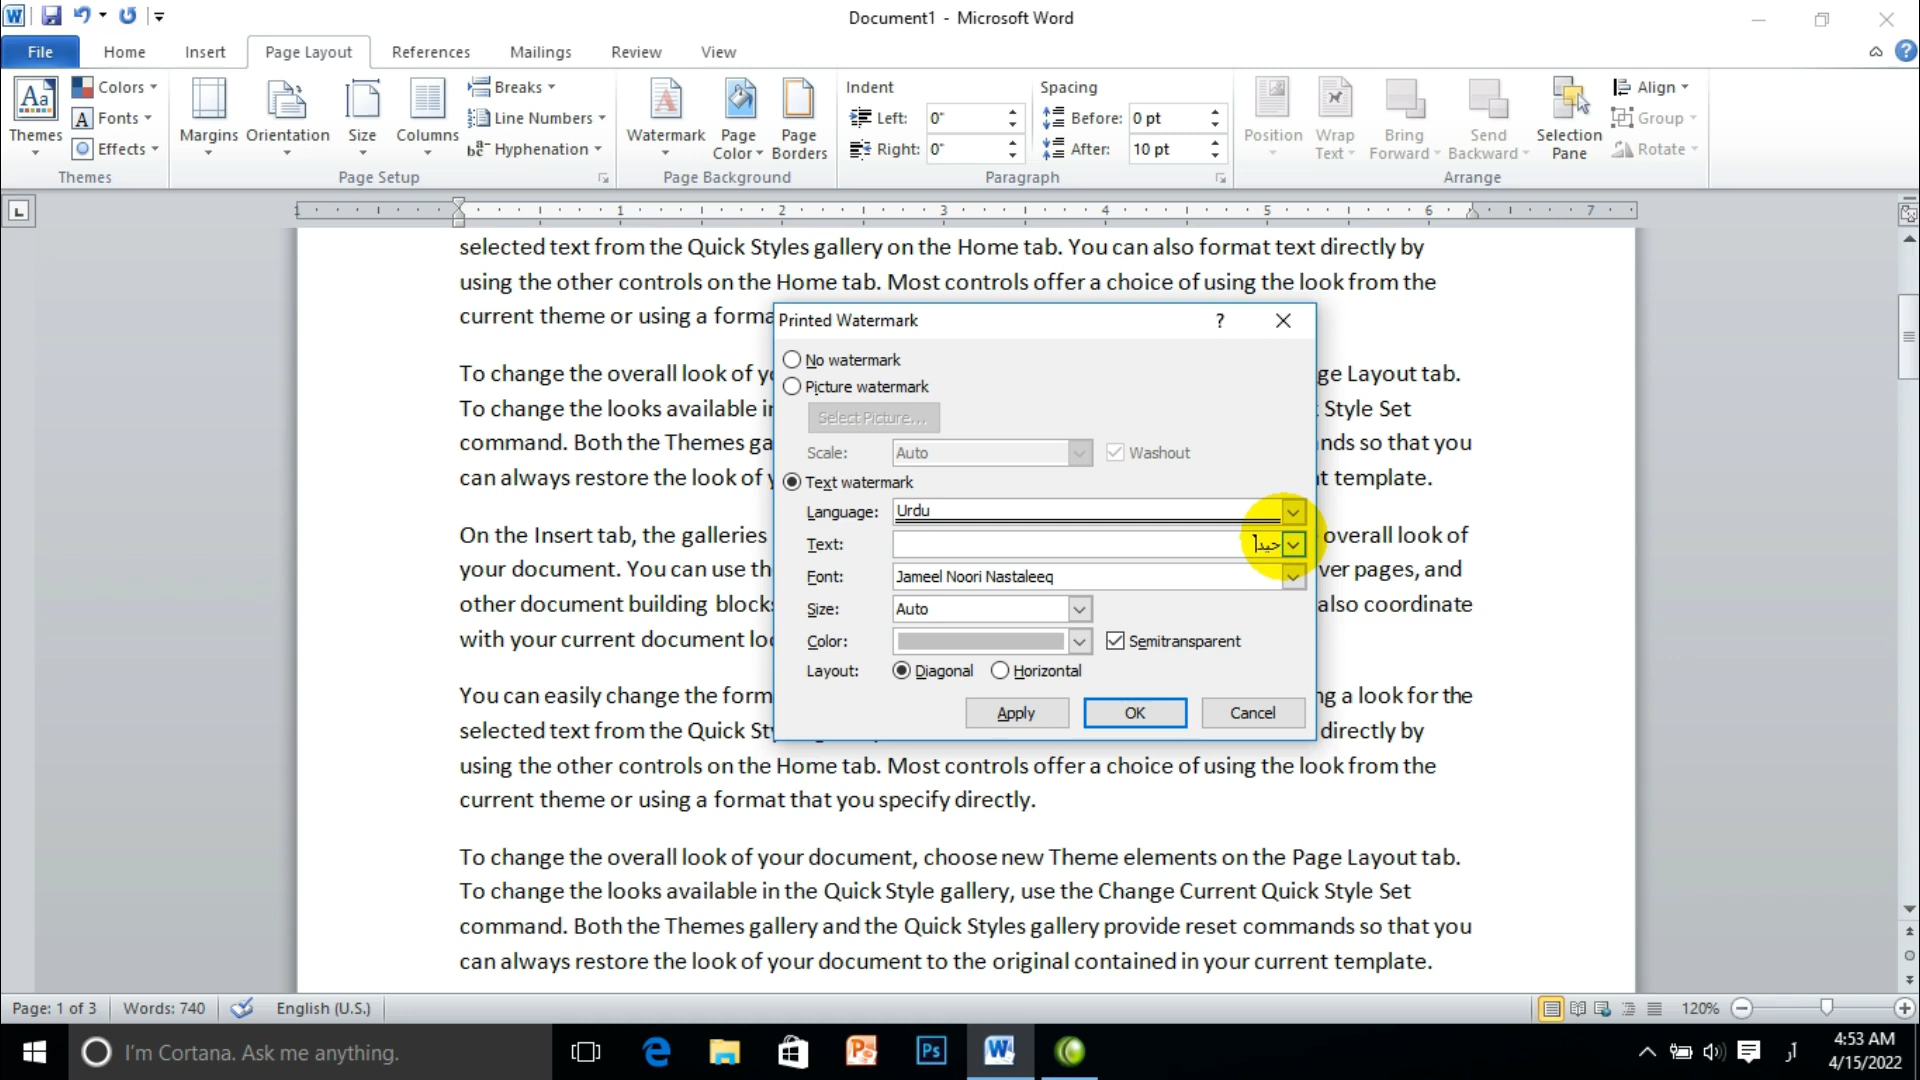 Document1 - Microsoft Word
File Home Insert Page Layout References Mailings Review View
Themes
Colors
Fonts
Effects
Themes
Margins
Orientation
Size
Columns
Breaks
Line Numbers
Hyphenation
Page Setup
Watermark
Page Color
Page Borders
Page Background
Indent
Left: 0"
Right: 0"
Spacing
Before: 0 pt
After: 10 pt
Paragraph
Position
Wrap Text
Bring Forward
Send Backward
Selection Pane
Align
Group
Rotate
Arrange
1 1 2 3 4 5 6 7
selected text from the Quick Styles gallery on the Home tab. You can also format text directly by
using the other controls on the Home tab. Most controls offer a choice of using the look from the
current theme or using a forma
To change the overall look of yo ge Layout tab.
To change the looks available in Style Set
command. Both the Themes ga nds so that you
can always restore the look of y t template.
On the Insert tab, the galleries overall look of
your document. You can use th ver pages, and
other document building blocks also coordinate
with your current document loo
You can easily change the form ng a look for the
selected text from the Quick Sty directly by
using the other controls on the Home tab. Most controls offer a choice of using the look from the
current theme or using a format that you specify directly.
To change the overall look of your document, choose new Theme elements on the Page Layout tab.
To change the looks available in the Quick Style gallery, use the Change Current Quick Style Set
command. Both the Themes gallery and the Quick Styles gallery provide reset commands so that you
can always restore the look of your document to the original contained in your current template.
Printed Watermark ?
No watermark
Picture watermark
Select Picture...
Scale: Auto Washout
Text watermark
Language: Urdu
Text:
Font: Jameel Noori Nastaleeq
Size: Auto
Color: Semitransparent
Layout: Diagonal Horizontal
Apply OK Cancel
Page: 1 of 3 Words: 740 English (U.S.) 120%
I'm Cortana. Ask me anything.
4:53 AM
4/15/2022